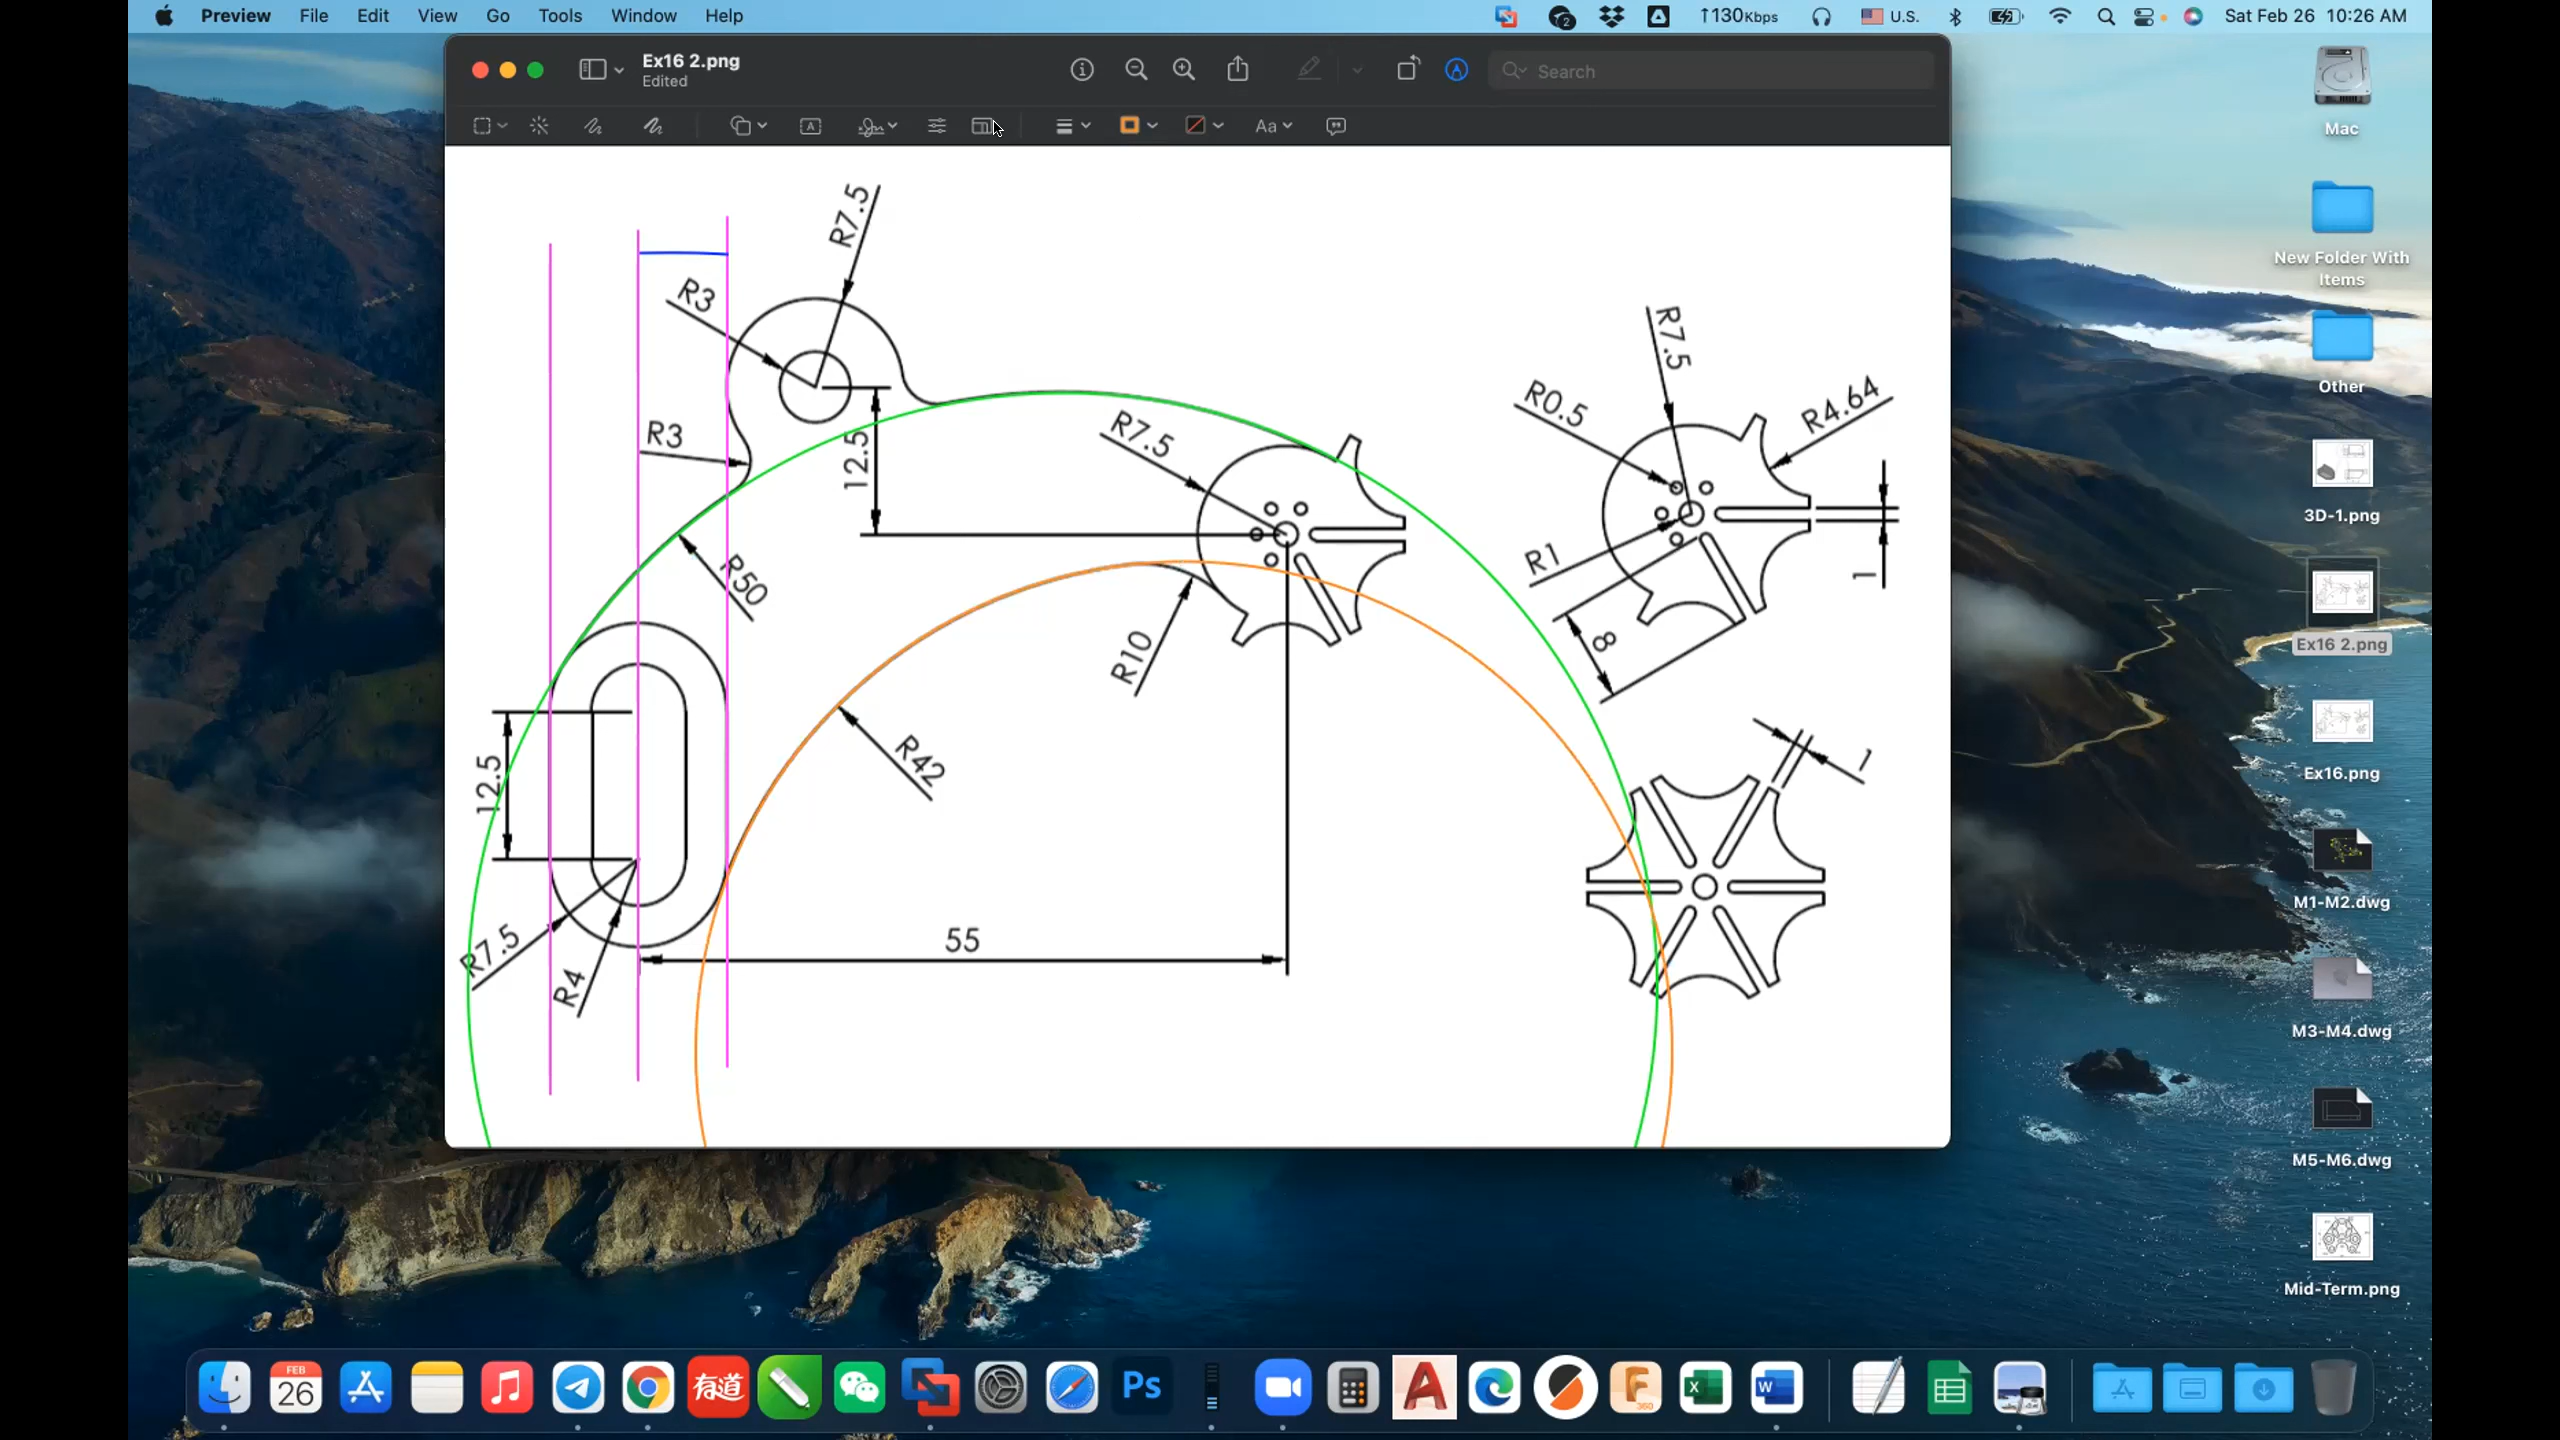 Preview File Edit View Go Tools Window Help
2 ↑130Kbps U.S. Sat Feb 26 10:26 AM
Ex16 2.png
Edited
Search
A Aa
R7.5
R3
R3
12.5
R7.5
R50
R10
R42
12.5
R7.5
R4
55
R7.5
R0.5
R4.64
R1
8
1
1
Mac
New Folder With
Items
Other
3D-1.png
Ex16 2.png
Ex16.png
M1-M2.dwg
M3-M4.dwg
M5-M6.dwg
Mid-Term.png
FEB
26
有道
Ps
A
F
360
X
W